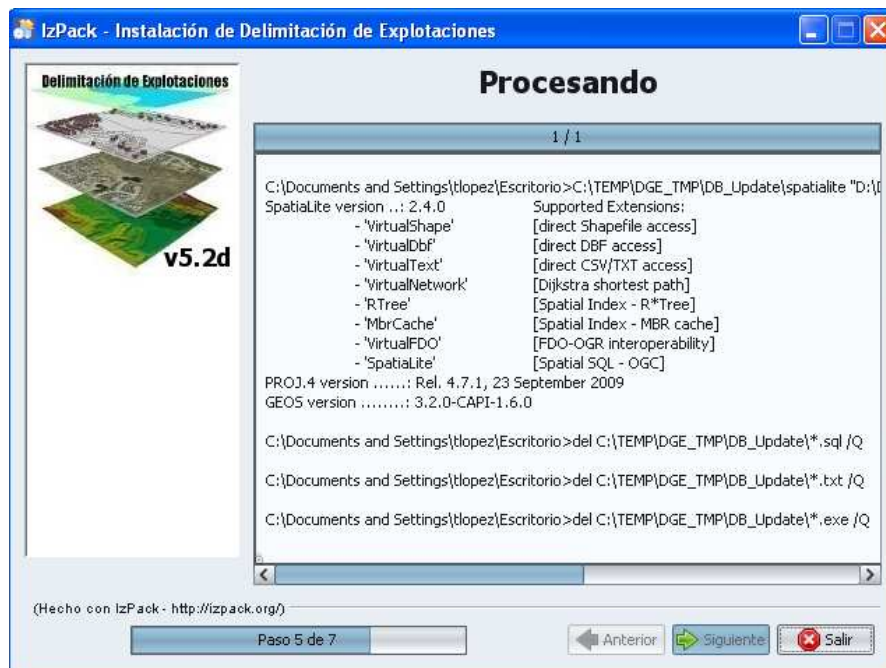 IzPack - Instalación de Delimitación de Explotaciones
Delimitación de Explotaciones
v5.2d
Procesando
1 / 1
C:\Documents and Settings\tlopez\Escritorio>C:\TEMP\DGE_TMP\DB_Update\spatialite "D:\D
SpatiaLite version ..: 2.4.0 Supported Extensions:
- 'VirtualShape' [direct Shapefile access]
- 'VirtualDbf' [direct DBF access]
- 'VirtualText' [direct CSV/TXT access]
- 'VirtualNetwork' [Dijkstra shortest path]
- 'RTree' [Spatial Index - R*Tree]
- 'MbrCache' [Spatial Index - MBR cache]
- 'VirtualFDO' [FDO-OGR interoperability]
- 'SpatiaLite' [Spatial SQL - OGC]
PROJ.4 version ......: Rel. 4.7.1, 23 September 2009
GEOS version ........: 3.2.0-CAPI-1.6.0
C:\Documents and Settings\tlopez\Escritorio>del C:\TEMP\DGE_TMP\DB_Update\*.sql /Q
C:\Documents and Settings\tlopez\Escritorio>del C:\TEMP\DGE_TMP\DB_Update\*.txt /Q
C:\Documents and Settings\tlopez\Escritorio>del C:\TEMP\DGE_TMP\DB_Update\*.exe /Q
(Hecho con IzPack - http://izpack.org/)
Paso 5 de 7
Anterior
Siguiente
Salir